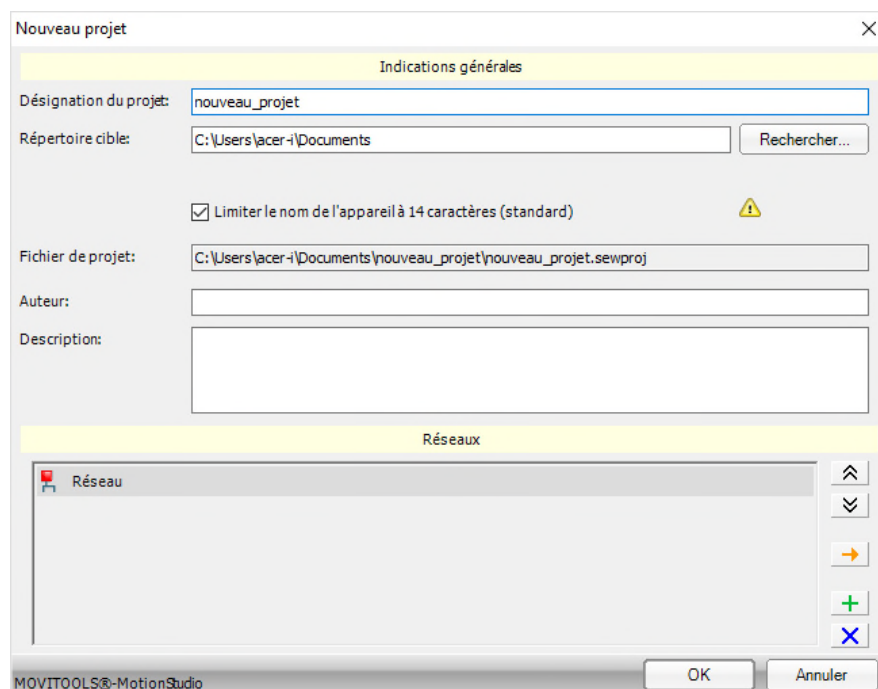 Nouveau projet
Indications générales
Désignation du projet: nouveau_projet
Répertoire cible: C:\Users\acer-i\Documents Rechercher...
Limiter le nom de l'appareil à 14 caractères (standard)
Fichier de projet: C:\Users\acer-i\Documents\nouveau_projet\nouveau_projet.sewproj
Auteur:
Description:
Réseaux
Réseau
MOVITOOLS®-MotionStudio OK Annuler